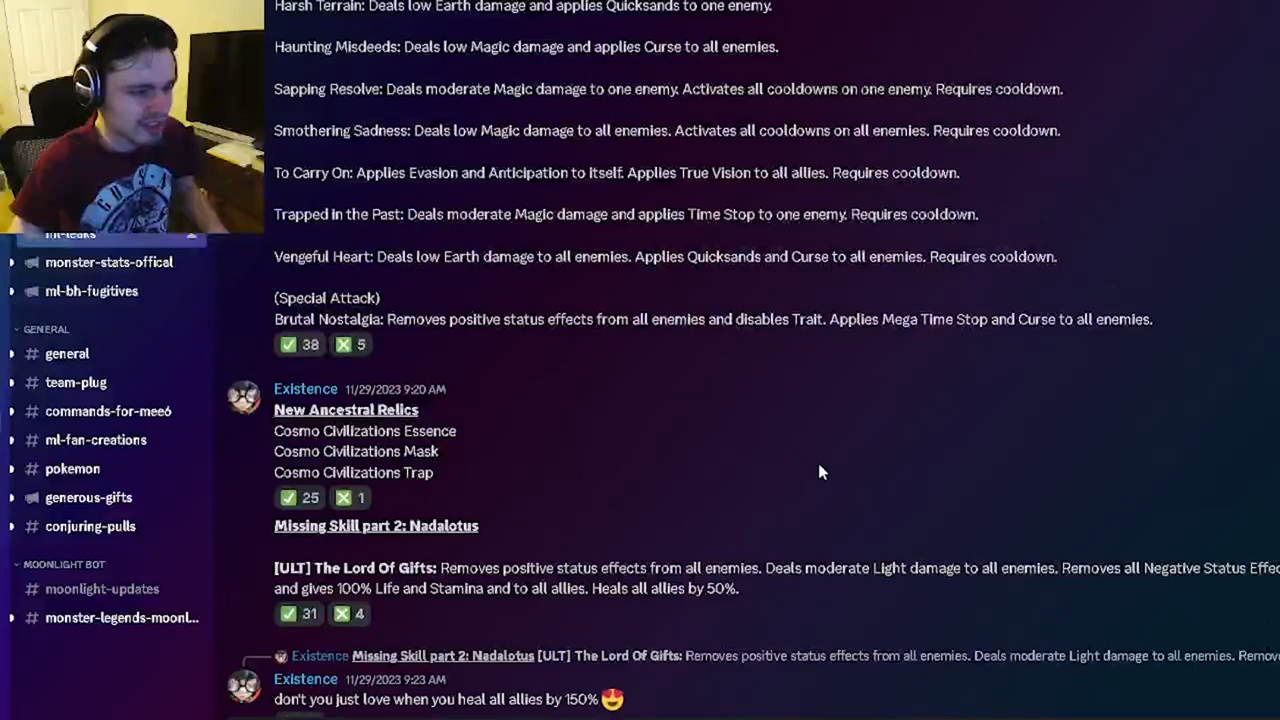 Harsh Terrain: Deals low Earth damage and applies Quicksands to one enemy.
Haunting Misdeeds: Deals low Magic damage and applies Curse to all enemies.
Sapping Resolve: Deals moderate Magic damage to one enemy. Activates all cooldowns on one enemy. Requires cooldown.
Smothering Sadness: Deals low Magic damage to all enemies. Activates all cooldowns on all enemies. Requires cooldown.
To Carry On: Applies Evasion and Anticipation to itself. Applies True Vision to all allies. Requires cooldown.
Trapped in the Past: Deals moderate Magic damage and applies Time Stop to one enemy. Requires cooldown.
Vengeful Heart: Deals low Earth damage to all enemies. Applies Quicksands and Curse to all enemies. Requires cooldown.
(Special Attack)
Brutal Nostalgia: Removes positive status effects from all enemies and disables Trait. Applies Mega Time Stop and Curse to all enemies.
38 5
Existence 11/29/2023 9:20 AM
New Ancestral Relics
Cosmo Civilizations Essence
Cosmo Civilizations Mask
Cosmo Civilizations Trap
25 1
Missing Skill part 2: Nadalotus
[ULT] The Lord Of Gifts: Removes positive status effects from all enemies. Deals moderate Light damage to all enemies. Removes all Negative Status Effec
and gives 100% Life and Stamina and to all allies. Heals all allies by 50%.
31 4
Existence Missing Skill part 2: Nadalotus [ULT] The Lord Of Gifts: Removes positive status effects from all enemies. Deals moderate Light damage to all enemies. Remov
Existence 11/29/2023 9:23 AM
don't you just love when you heal all allies by 150% 😍
monster-stats-offical
ml-bh-fugitives
GENERAL
general
team-plug
commands-for-mee6
ml-fan-creations
pokemon
generous-gifts
conjuring-pulls
MOONLIGHT BOT
moonlight-updates
monster-legends-moonl...